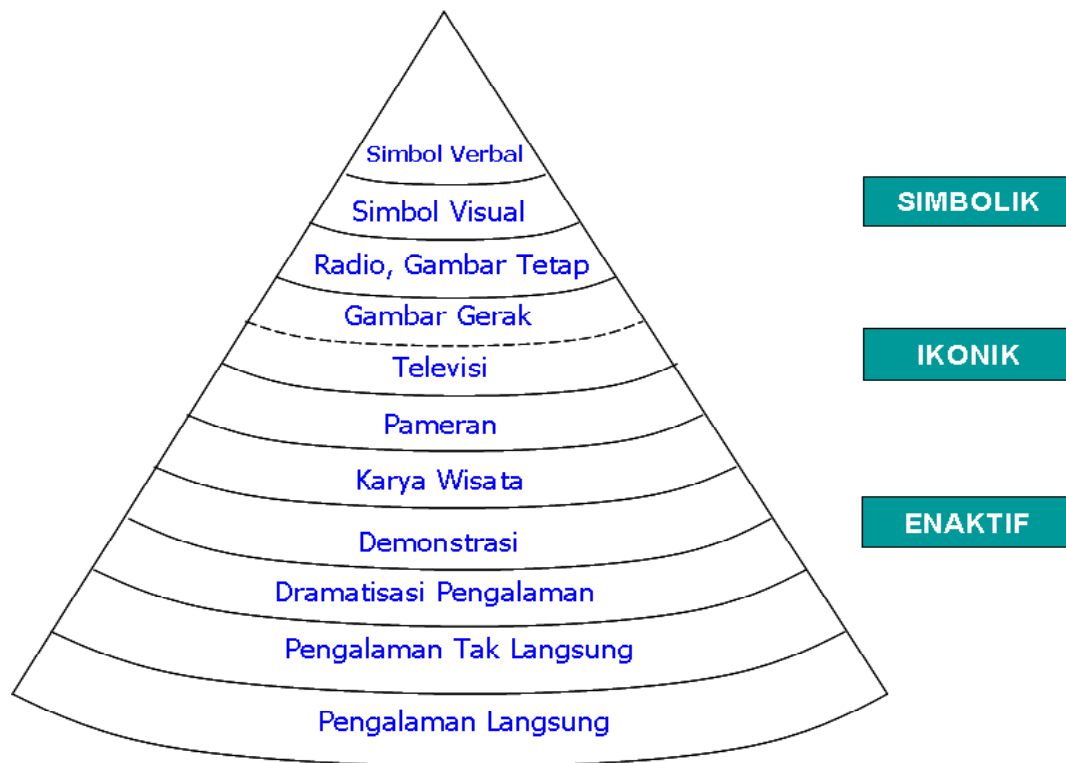 Simbol Verbal
Simbol Visual
Radio, Gambar Tetap
Gambar Gerak
Televisi
Pameran
Karya Wisata
Demonstrasi
Dramatisasi Pengalaman
Pengalaman Tak Langsung
Pengalaman Langsung
SIMBOLIK
IKONIK
ENAKTIF